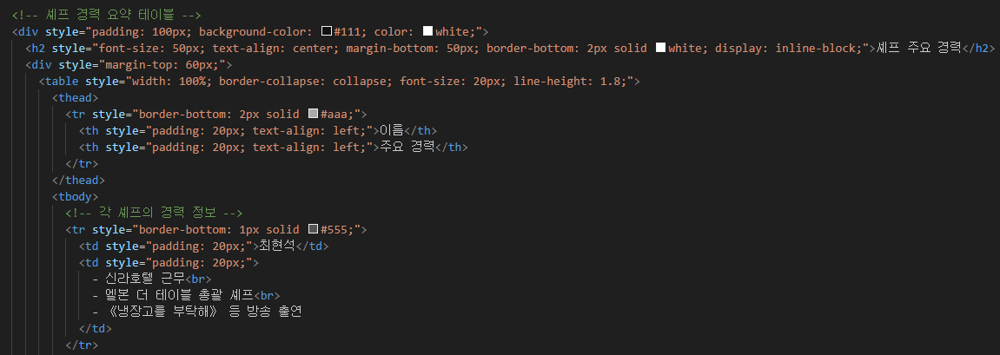 <!-- 셰프 경력 요약 테이블 -->
<div style="padding: 100px; background-color: #111; color: white;">
<h2 style="font-size: 50px; text-align: center; margin-bottom: 50px; border-bottom: 2px solid white; display: inline-block;">셰프 주요 경력</h2>
<div style="margin-top: 60px;">
<table style="width: 100%; border-collapse: collapse; font-size: 20px; line-height: 1.8;">
<thead>
<tr style="border-bottom: 2px solid #aaa;">
<th style="padding: 20px; text-align: left;">이름</th>
<th style="padding: 20px; text-align: left;">주요 경력</th>
</tr>
</thead>
<tbody>
<!-- 각 셰프의 경력 정보 -->
<tr style="border-bottom: 1px solid #555;">
<td style="padding: 20px;">최현석</td>
<td style="padding: 20px;">
- 신라호텔 근무<br>
- 엘본 더 테이블 총괄 셰프<br>
- 《냉장고를 부탁해》 등 방송 출연
</td>
</tr>